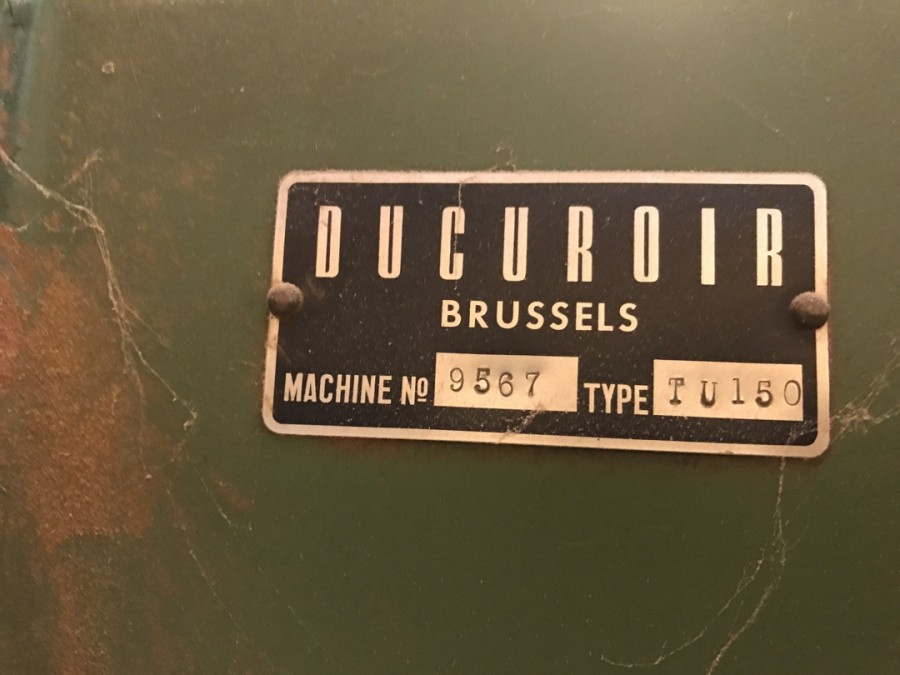 DUCUROIR
BRUSSELS
MACHINE Nº 9567 TYPE TU150